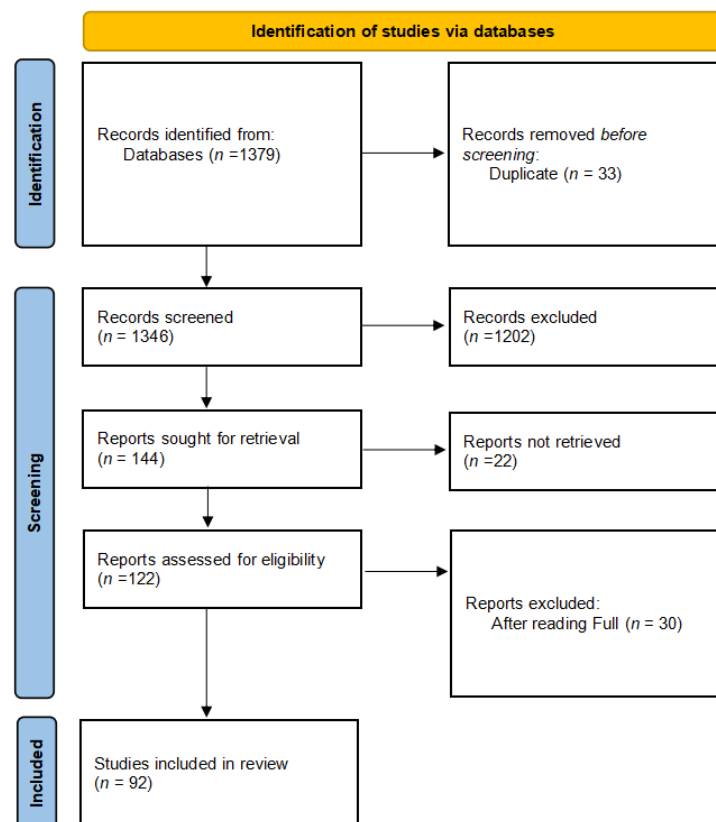 Identification of studies via databases
Identification
Records identified from:
Databases (n =1379)
Records removed before
screening:
Duplicate (n = 33)
Screening
Records screened
(n = 1346)
Records excluded
(n =1202)
Reports sought for retrieval
(n = 144)
Reports not retrieved
(n =22)
Reports assessed for eligibility
(n =122)
Reports excluded:
After reading Full (n = 30)
Included
Studies included in review
(n = 92)